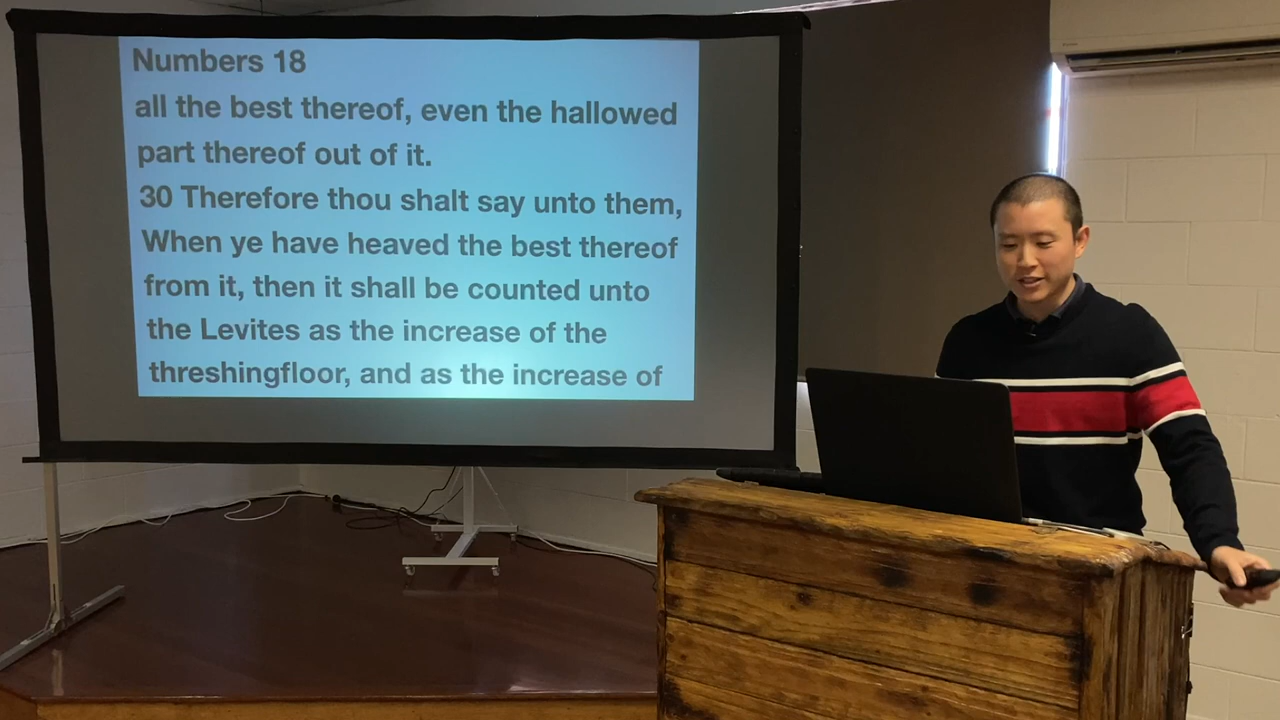 Numbers 18
all the best thereof, even the hallowed
part thereof out of it.
30 Therefore thou shalt say unto them,
When ye have heaved the best thereof
from it, then it shall be counted unto
the Levites as the increase of the
threshingfloor, and as the increase of